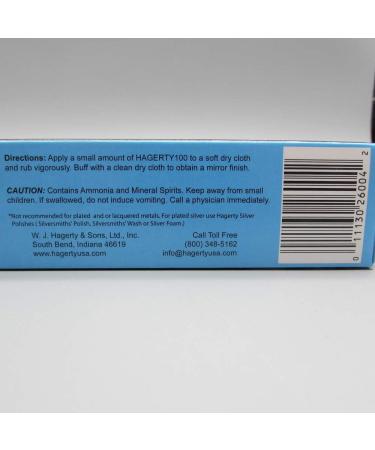 Directions: Apply a small amount of HAGERTY100 to a soft dry cloth
and rub vigorously. Buff with a clean dry cloth to obtain a mirror finish.
CAUTION: Contains Ammonia and Mineral Spirits. Keep away from small
children. If swallowed, do not induce vomiting. Call a physician immediately.
*Not recommended for plated and or lacquered metals. For plated silver use Hagerty Silver
Polishes ( Silversmiths' Polish, Silversmiths' Wash or Silver Foam.)
W. J. Hagerty & Sons, Ltd., Inc.
South Bend, Indiana 46619
www.hagertyusa.com
Call Toll Free
(800) 348-5162
info@hagertyusa.com
0 11130 26004 2